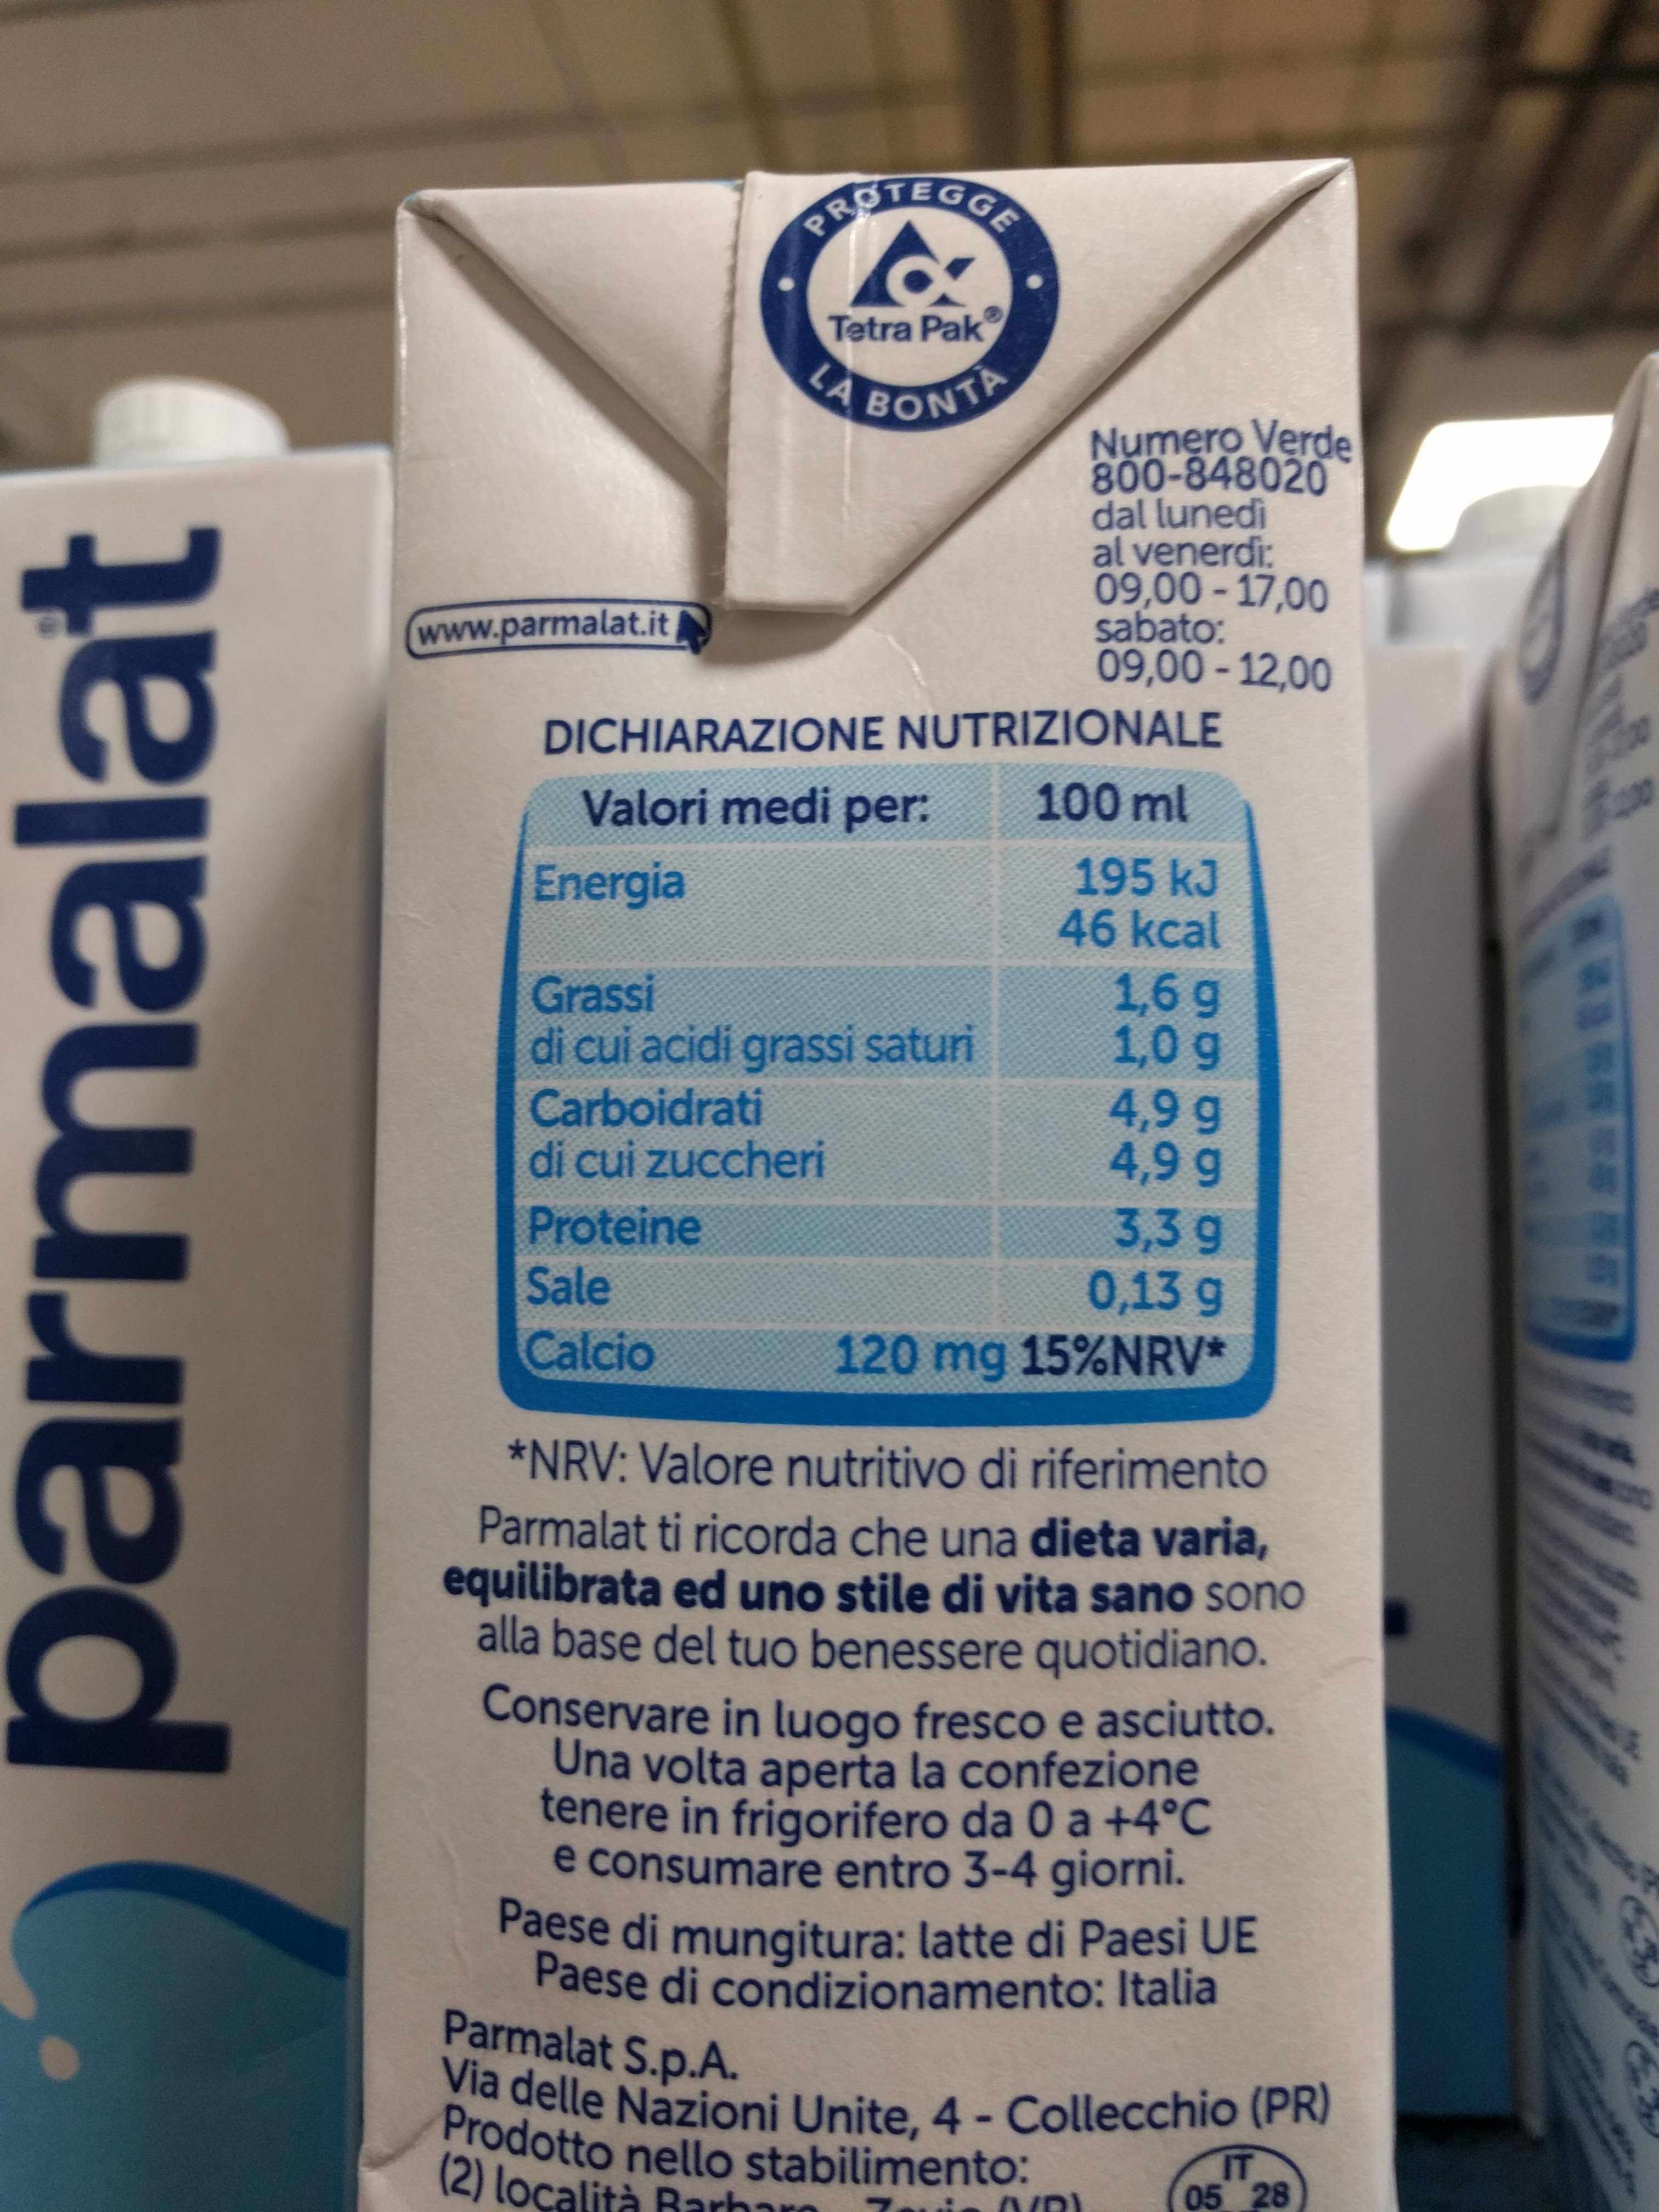 parmalat
PROTEGGE
Tetra Pak®
LA BONTÀ
Numero Verde
800-848020
dal lunedì
al venerdì:
09,00 - 17,00
sabato:
09,00 - 12,00
www.parmalat.it
DICHIARAZIONE NUTRIZIONALE
Valori medi per: 100 ml
Energia 195 kJ
46 kcal
Grassi 1,6 g
di cui acidi grassi saturi 1,0 g
Carboidrati 4,9 g
di cui zuccheri 4,9 g
Proteine 3,3 g
Sale 0,13 g
Calcio 120 mg 15%NRV*
*NRV: Valore nutritivo di riferimento
Parmalat ti ricorda che una dieta varia,
equilibrata ed uno stile di vita sano sono
alla base del tuo benessere quotidiano.
Conservare in luogo fresco e asciutto.
Una volta aperta la confezione
tenere in frigorifero da 0 a +4°C
e consumare entro 3-4 giorni.
Paese di mungitura: latte di Paesi UE
Paese di condizionamento: Italia
Parmalat S.p.A.
Via delle Nazioni Unite, 4 - Collecchio (PR)
Prodotto nello stabilimento:
(2) località (VR)
IT
05 28